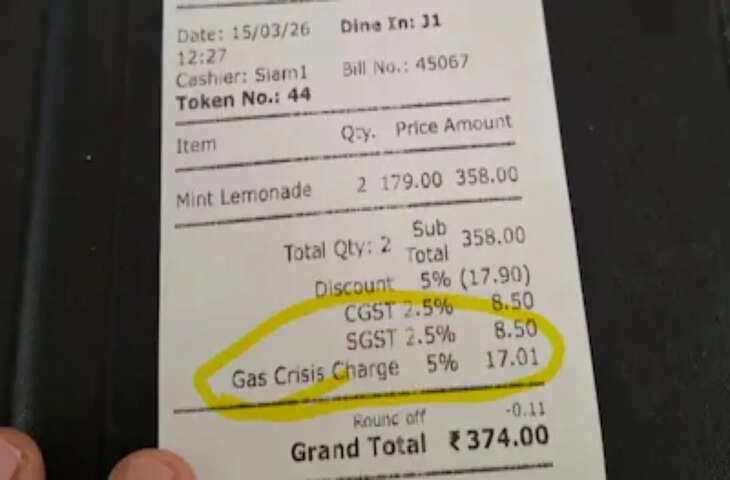 Date: 15/03/26 Dine In: J1
12:27
Cashier: Siam1 Bill No.: 45067
Token No.: 44
Item Qty. Price Amount
Mint Lemonade 2 179.00 358.00
Total Qty: 2 Sub Total 358.00
Discount 5% (17.90)
CGST 2.5% 8.50
SGST 2.5% 8.50
Gas Crisis Charge 5% 17.01
Round off -0.11
Grand Total ₹374.00